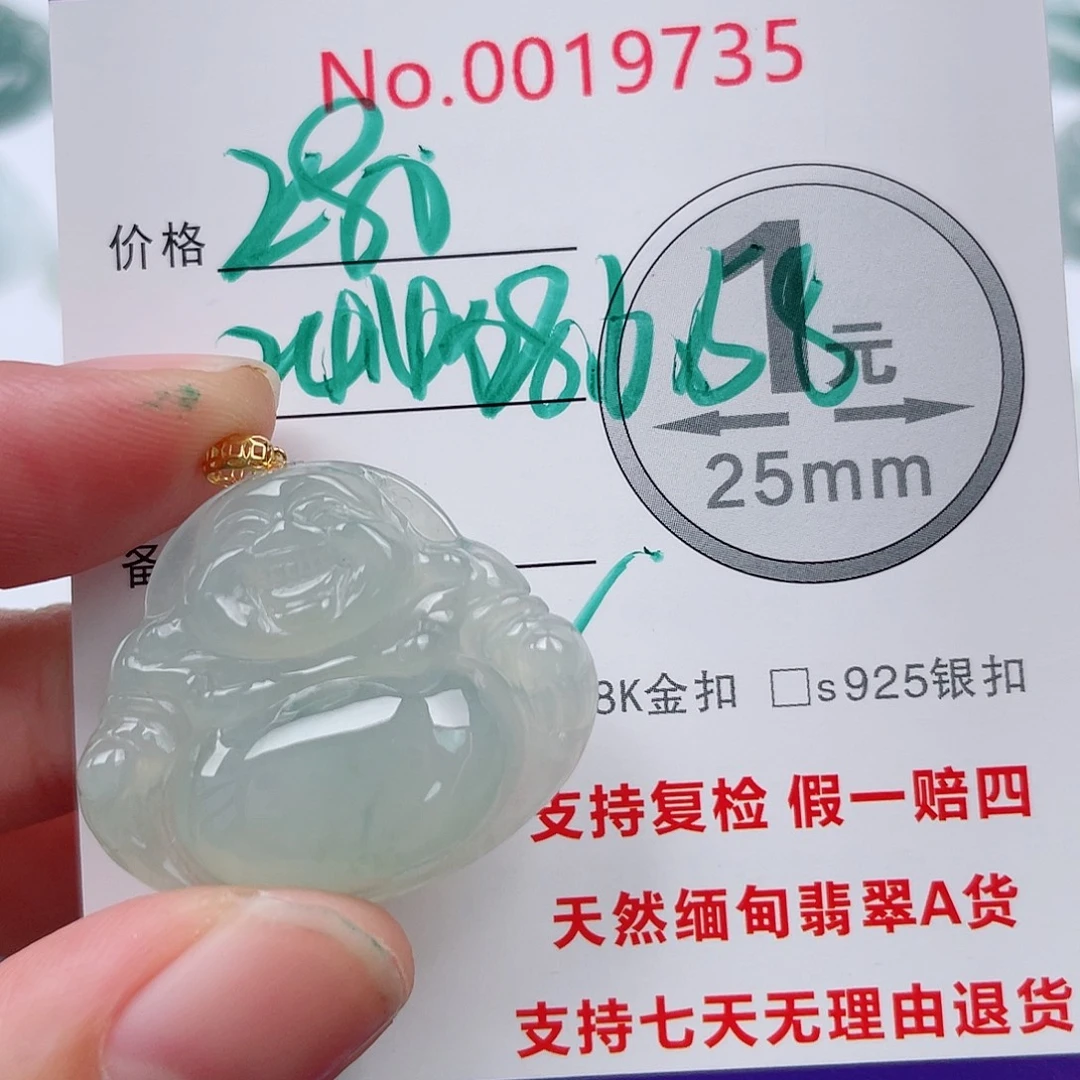 No.0019735
价格 280
1元
25mm
备
8K金扣 □s925银扣
支持复检 假一赔四
天然缅甸翡翠A货
支持七天无理由退货